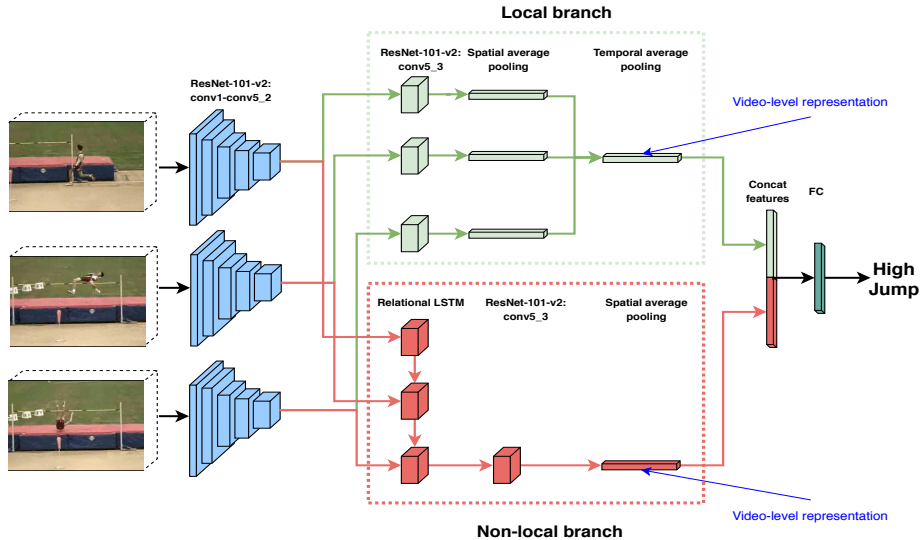 Local branch
ResNet-101-v2:
conv1-conv5_2
ResNet-101-v2:
conv5_3
Spatial average
pooling
Temporal average
pooling
Video-level representation
Concat
features
FC
High
Jump
Relational LSTM
ResNet-101-v2:
conv5_3
Spatial average
pooling
Video-level representation
Non-local branch